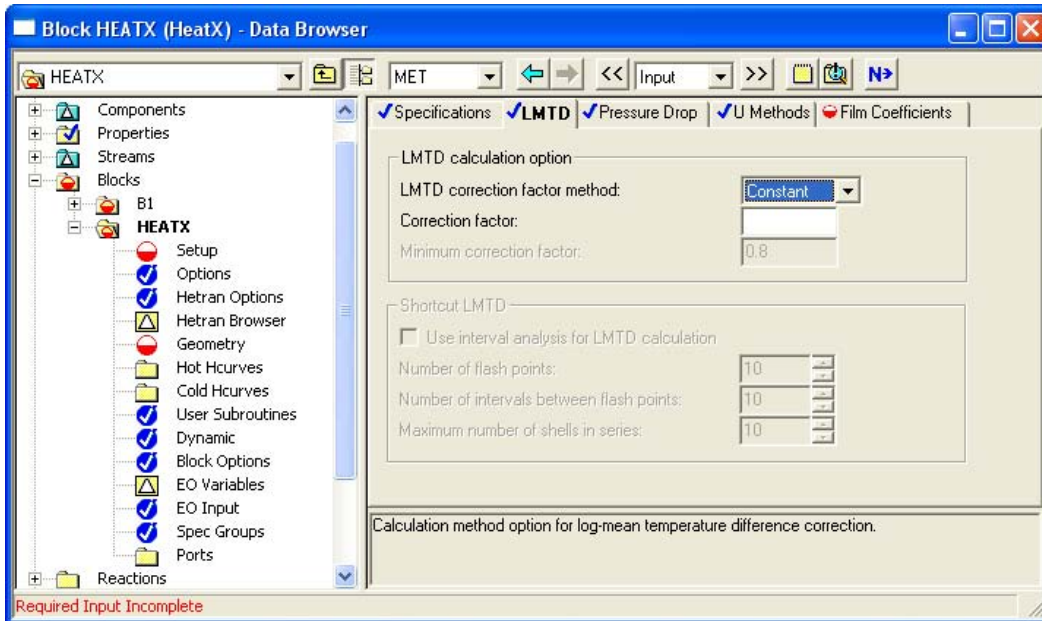 Block HEATX (HeatX) - Data Browser
HEATX MET << Input >> N>
Components
Properties
Streams
Blocks
B1
HEATX
Setup
Options
Hetran Options
Hetran Browser
Geometry
Hot Hcurves
Cold Hcurves
User Subroutines
Dynamic
Block Options
EO Variables
EO Input
Spec Groups
Ports
Reactions
Specifications LMTD Pressure Drop U Methods Film Coefficients
LMTD calculation option
LMTD correction factor method: Constant
Correction factor:
Minimum correction factor: 0.8
Shortcut LMTD
Use interval analysis for LMTD calculation
Number of flash points: 10
Number of intervals between flash points: 10
Maximum number of shells in series: 10
Calculation method option for log-mean temperature difference correction.
Required Input Incomplete